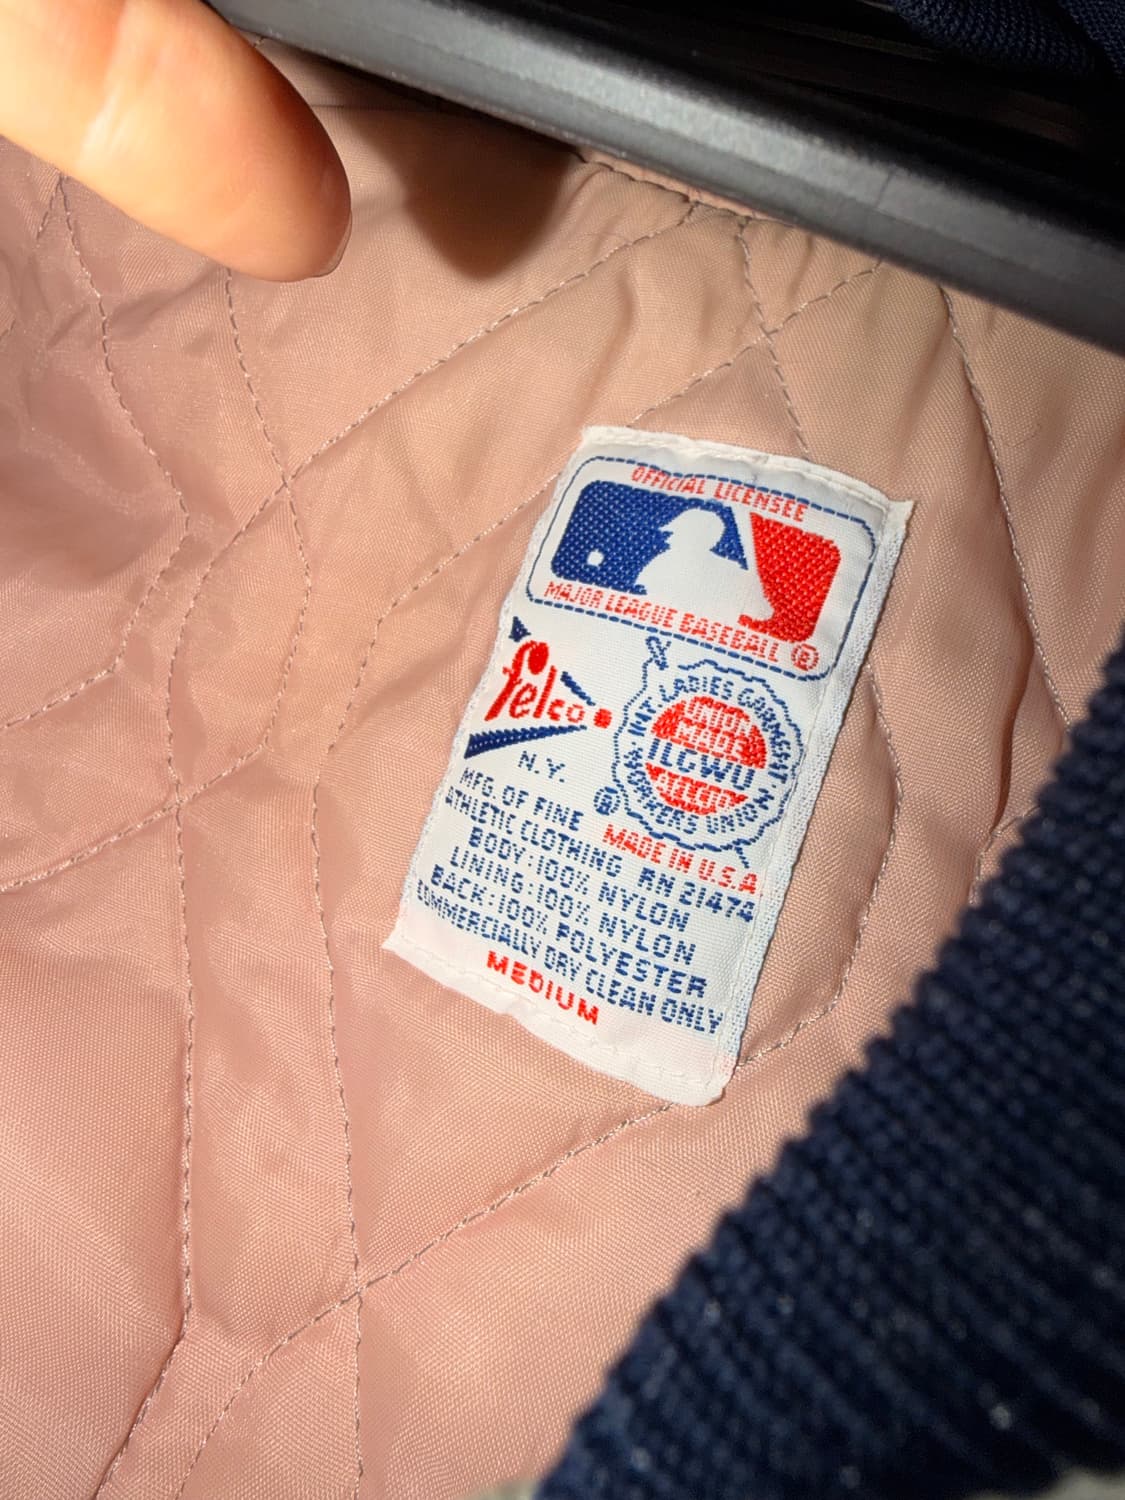 OFFICIAL LICENSEE
MAJOR LEAGUE BASEBALL ®
felco
N.Y.
INT LADIES GARMENT WORKERS UNION
UNION
MADE
ILGWU
®
MFG. OF FINE
MADE IN U.S.A.
ATHLETIC CLOTHING RN 21474
BODY:100% NYLON
LINING:100% NYLON
BACK:100% POLYESTER
COMMERCIALLY DRY CLEAN ONLY
MEDIUM